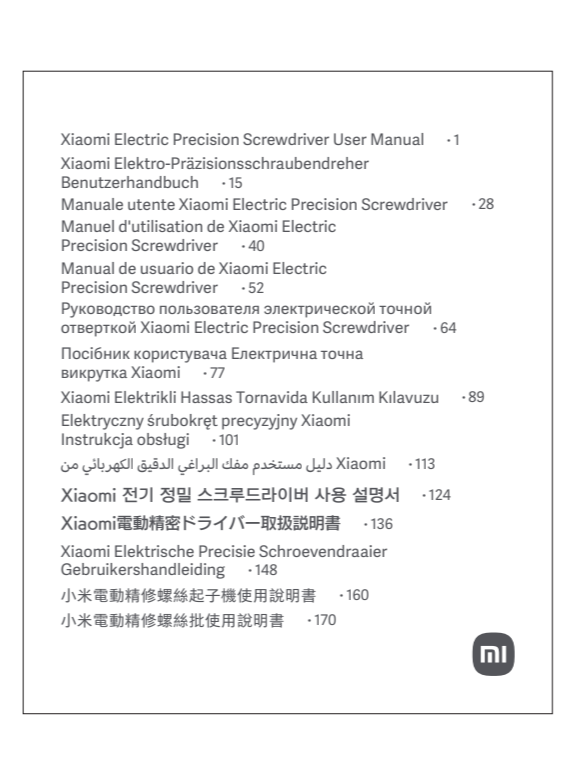 Xiaomi Electric Precision Screwdriver User Manual · 1
Xiaomi Elektro-Präzisionsschraubendreher
Benutzerhandbuch · 15
Manuale utente Xiaomi Electric Precision Screwdriver · 28
Manuel d'utilisation de Xiaomi Electric
Precision Screwdriver · 40
Manual de usuario de Xiaomi Electric
Precision Screwdriver · 52
Руководство пользователя электрической точной
отверткой Xiaomi Electric Precision Screwdriver · 64
Посібник користувача Електрична точна
викрутка Xiaomi · 77
Xiaomi Elektrikli Hassas Tornavida Kullanım Kılavuzu · 89
Elektryczny śrubokręt precyzyjny Xiaomi
Instrukcja obsługi · 101
دليل مستخدم مفك البراغي الدقيق الكهربائي من Xiaomi · 113
Xiaomi 전기 정밀 스크루드라이버 사용 설명서 · 124
Xiaomi電動精密ドライバー取扱説明書 · 136
Xiaomi Elektrische Precisie Schroevendraaier
Gebruikershandleiding · 148
小米電動精修螺絲起子機使用說明書 · 160
小米電動精修螺絲批使用說明書 · 170
mi